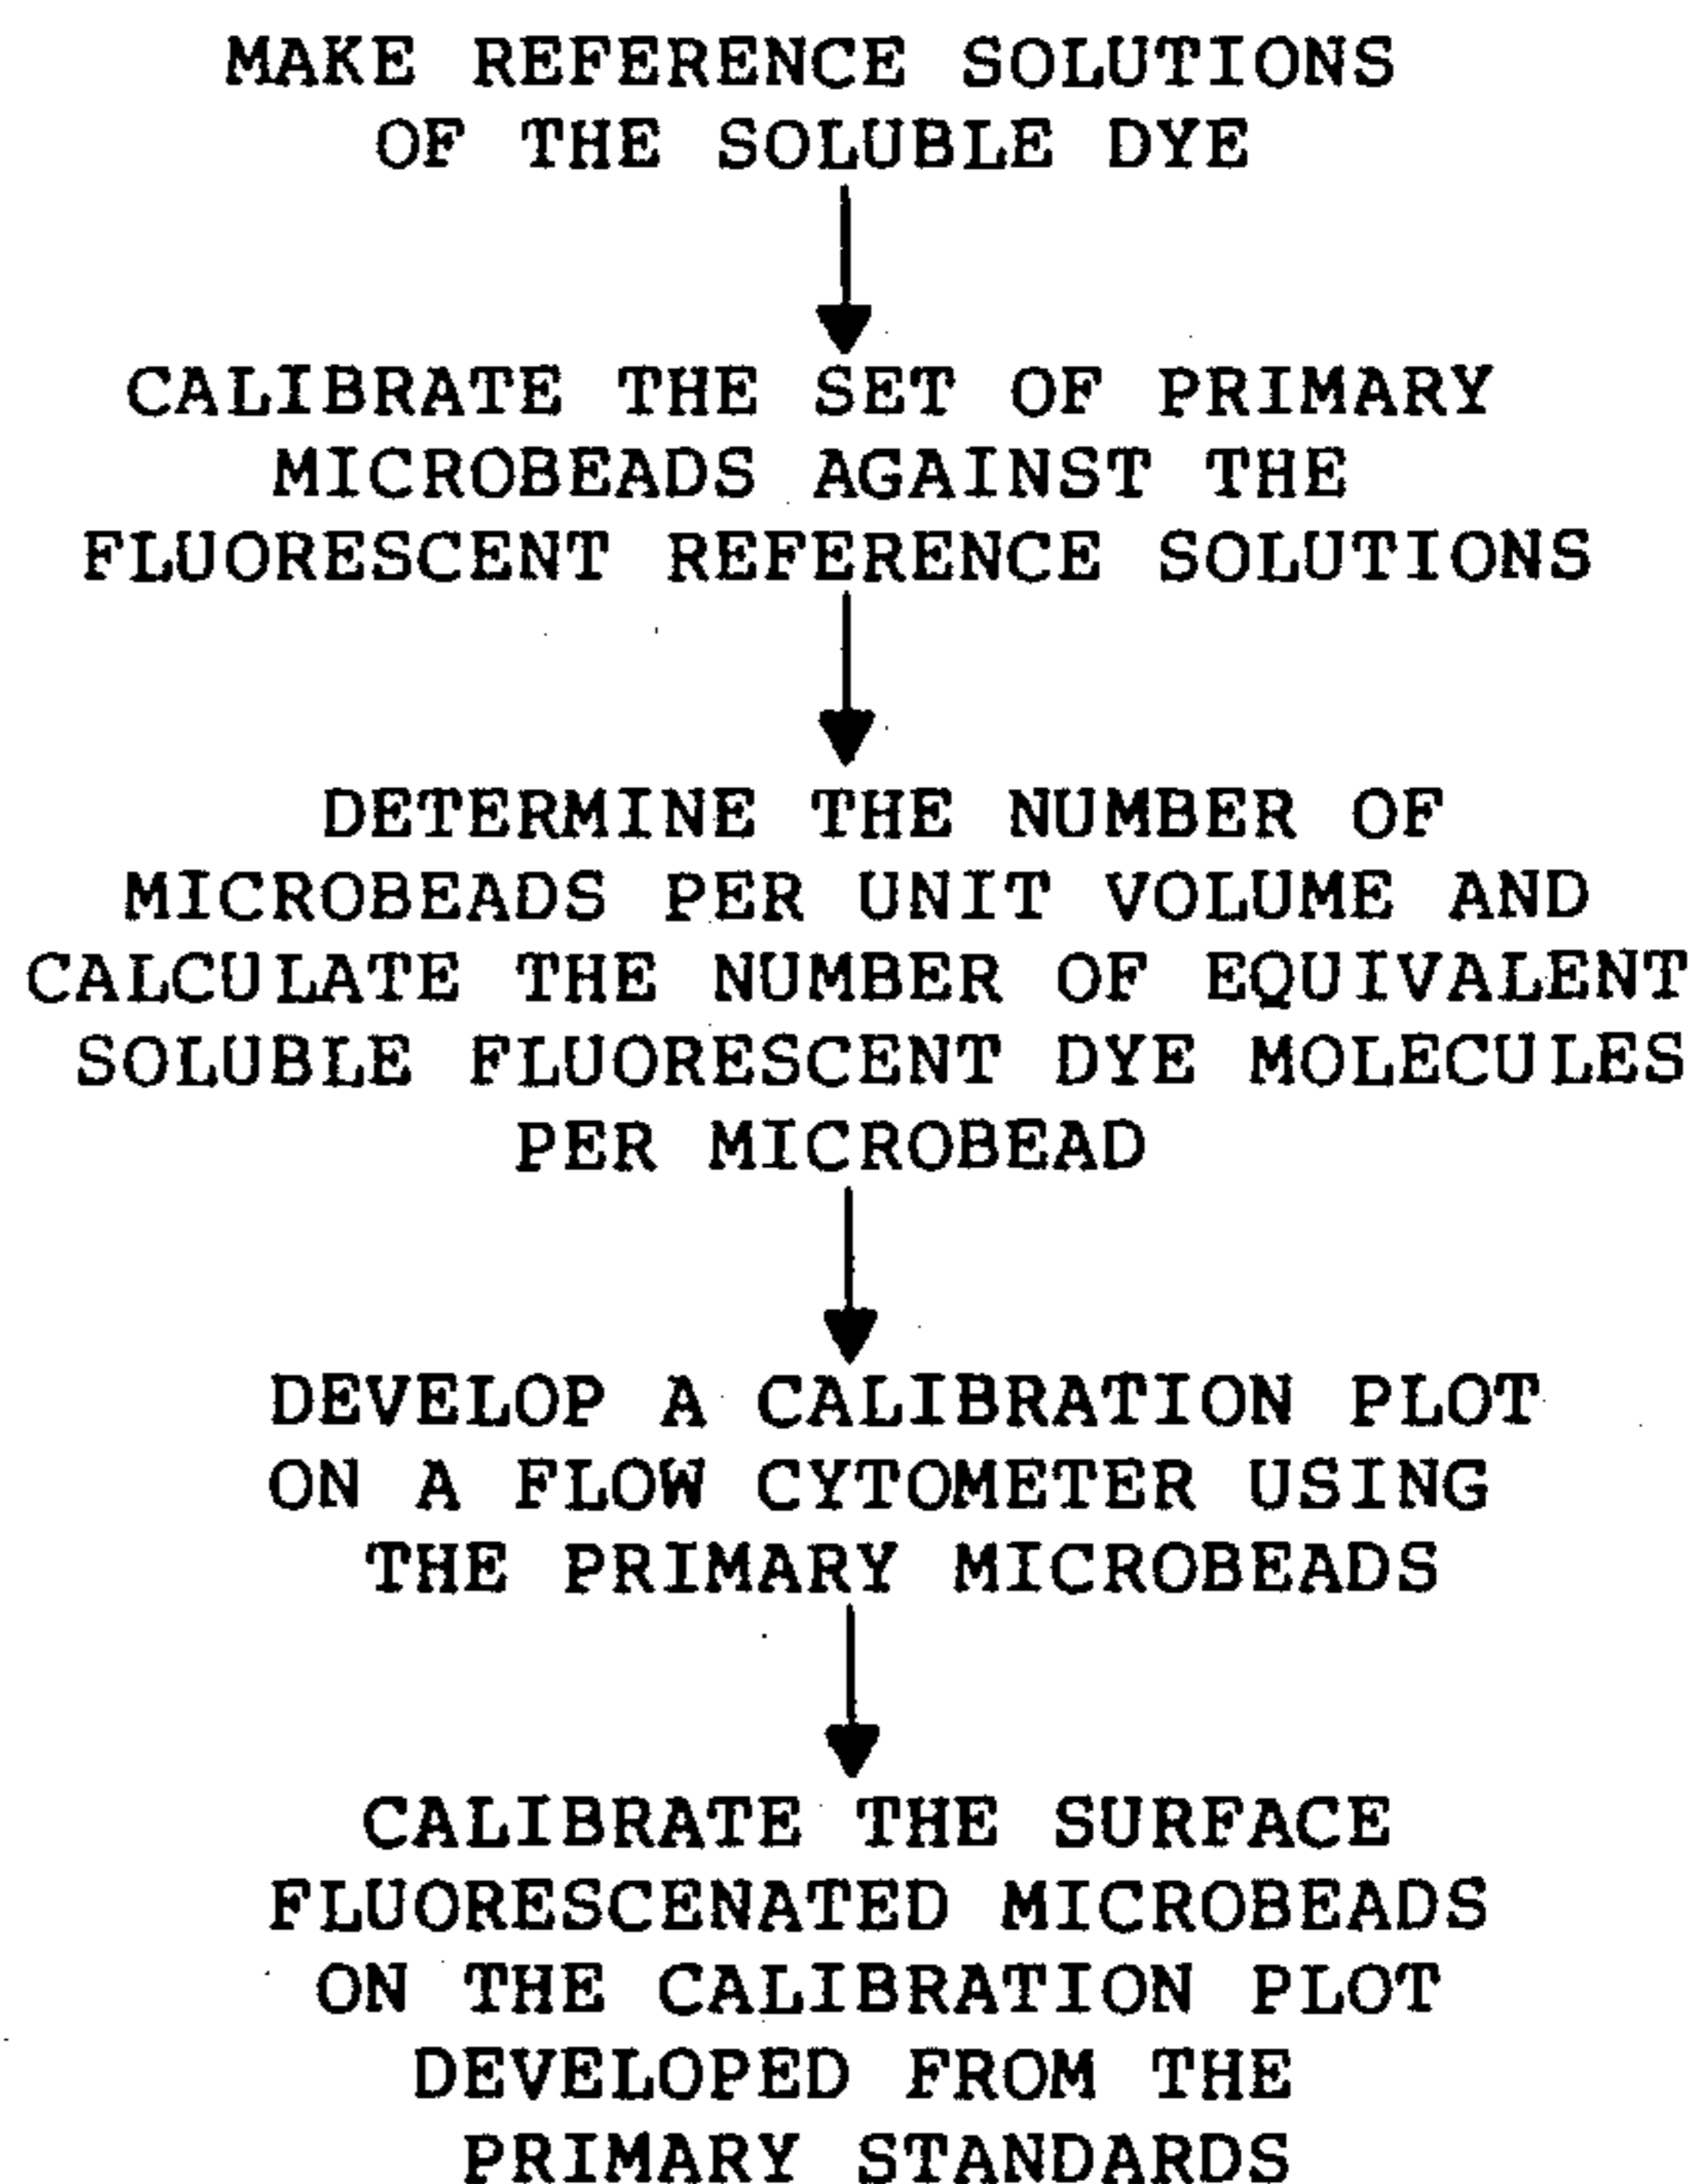 MAKE REFERENCE SOLUTIONS
OF THE SOLUBLE DYE
CALIBRATE THE SET OF PRIMARY
MICROBEADS AGAINST THE
FLUORESCENT REFERENCE SOLUTIONS
DETERMINE THE NUMBER OF
MICROBEADS PER UNIT VOLUME AND
CALCULATE THE NUMBER OF EQUIVALENT
SOLUBLE FLUORESCENT DYE MOLECULES
PER MICROBEAD
DEVELOP A CALIBRATION PLOT
ON A FLOW CYTOMETER USING
THE PRIMARY MICROBEADS
CALIBRATE THE SURFACE
FLUORESCENATED MICROBEADS
ON THE CALIBRATION PLOT
DEVELOPED FROM THE
PRIMARY STANDARDS